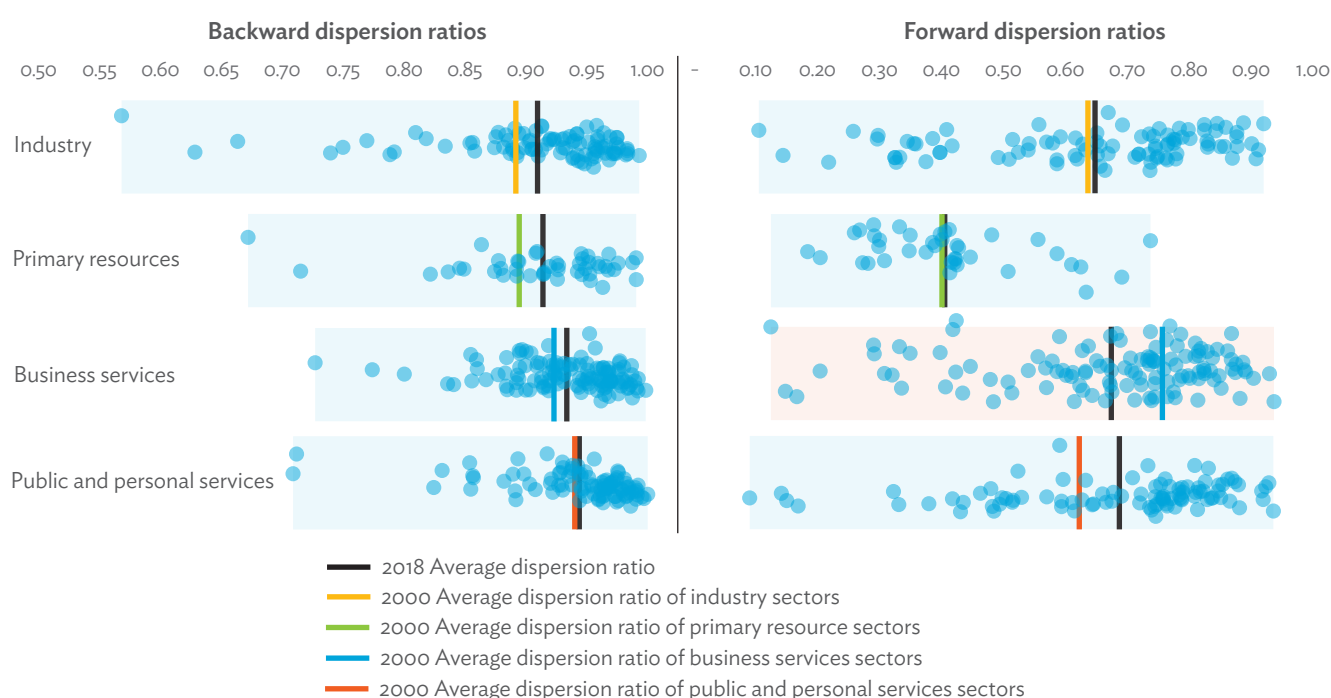 Backward dispersion ratios
Forward dispersion ratios
0.50 0.55 0.60 0.65 0.70 0.75 0.80 0.85 0.90 0.95 1.00
– 0.10 0.20 0.30 0.40 0.50 0.60 0.70 0.80 0.90 1.00
Industry
Primary resources
Business services
Public and personal services
2018 Average dispersion ratio
2000 Average dispersion ratio of industry sectors
2000 Average dispersion ratio of primary resource sectors
2000 Average dispersion ratio of business services sectors
2000 Average dispersion ratio of public and personal services sectors